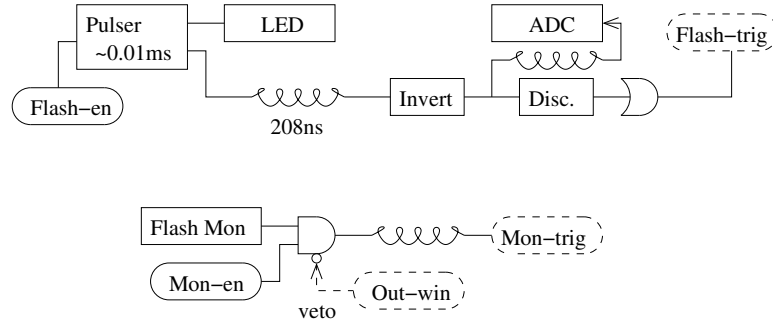 Pulser
~0.01ms
LED
ADC
Flash−trig
Flash−en
Invert
Disc.
208ns
Flash Mon
Mon−trig
Mon−en
Out−win
veto